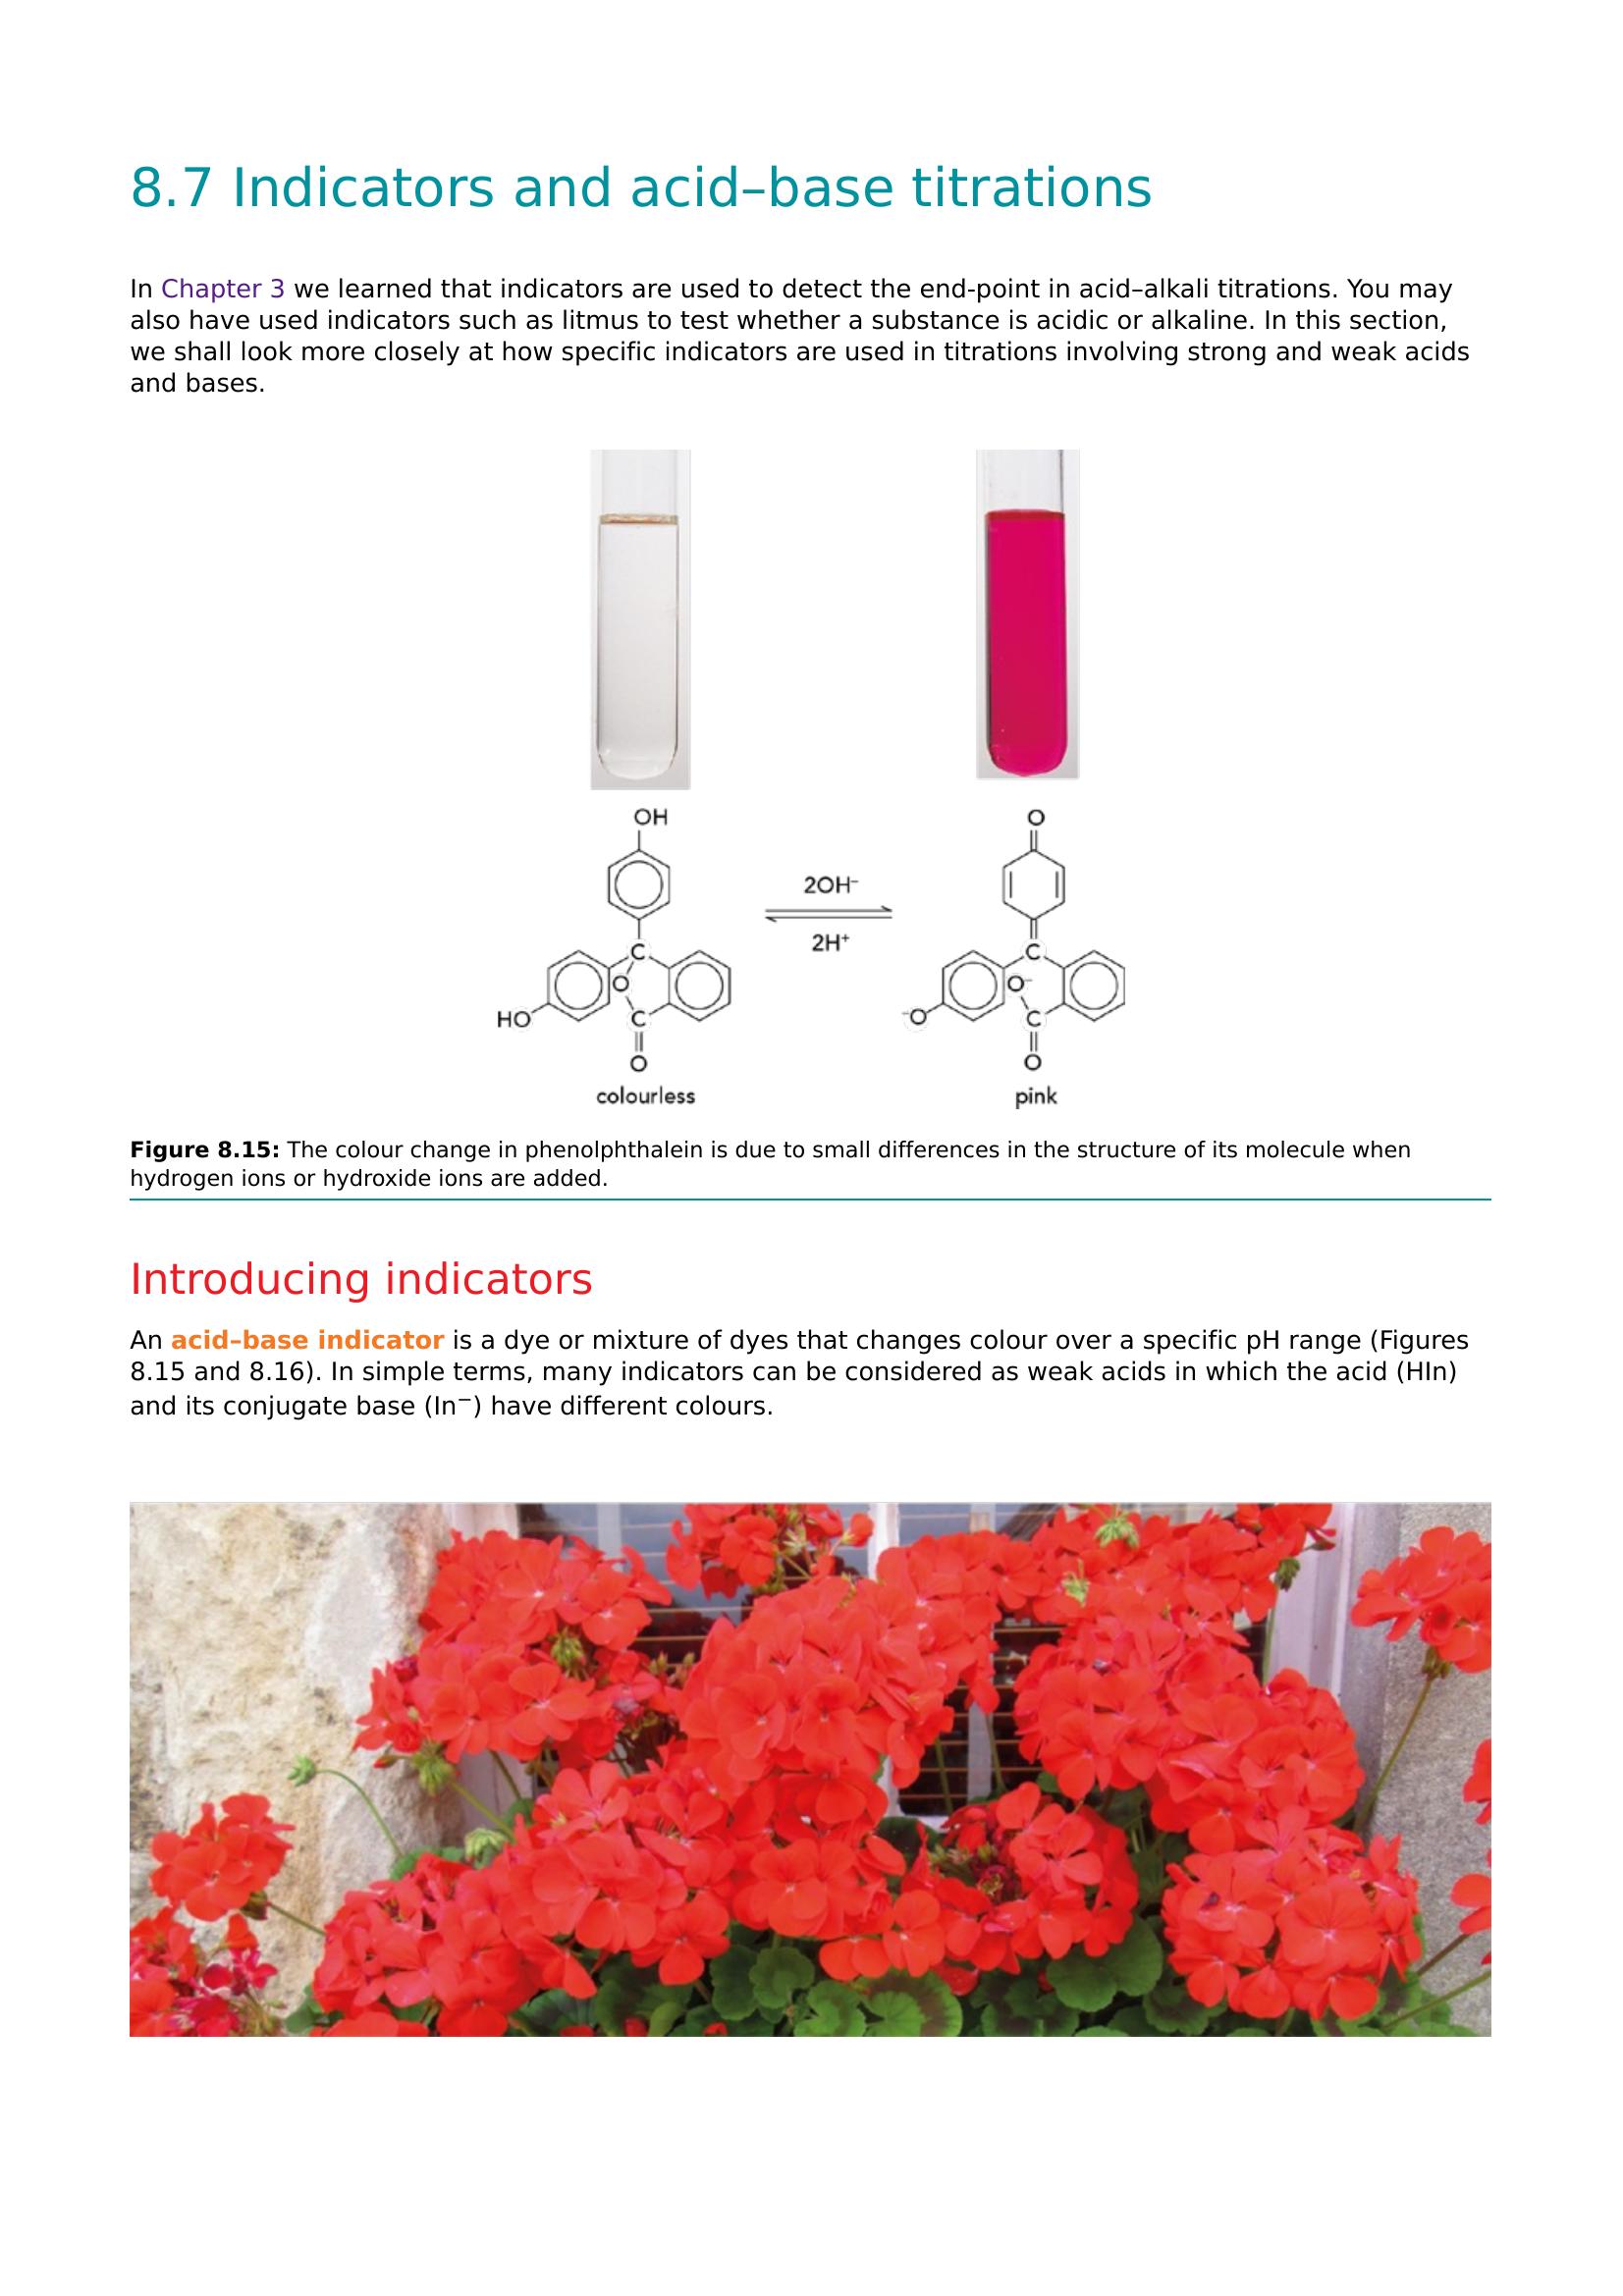 8.7 Indicators and acid–base titrations
In Chapter 3 we learned that indicators are used to detect the end-point in acid–alkali titrations. You may
also have used indicators such as litmus to test whether a substance is acidic or alkaline. In this section,
we shall look more closely at how specific indicators are used in titrations involving strong and weak acids
and bases.
OH
O
2OH⁻
2H⁺
C
C
O
O⁻
HO
C
⁻O
C
O
O
colourless
pink
Figure 8.15: The colour change in phenolphthalein is due to small differences in the structure of its molecule when
hydrogen ions or hydroxide ions are added.
Introducing indicators
An acid–base indicator is a dye or mixture of dyes that changes colour over a specific pH range (Figures
8.15 and 8.16). In simple terms, many indicators can be considered as weak acids in which the acid (HIn)
and its conjugate base (In⁻) have different colours.